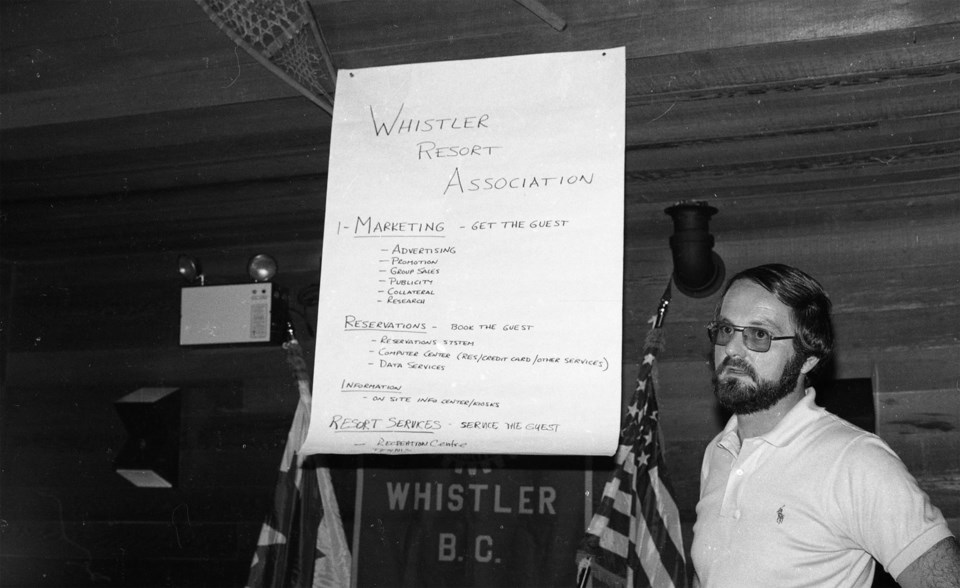 WHISTLER
RESORT
ASSOCIATION
1- MARKETING - GET THE GUEST
- ADVERTISING
- PROMOTION
- GROUP SALES
- PUBLICITY
- COLLATERAL
- RESEARCH
RESERVATIONS - BOOK THE GUEST
- RESERVATIONS SYSTEM
- COMPUTER CENTER (RES/CREDIT CARD/OTHER SERVICES)
- DATA SERVICES
INFORMATION
- ON SITE INFO CENTER/KIOSKS
RESORT SERVICES - SERVICE THE GUEST
- RECREATION CENTRE
WHISTLER
B.C.